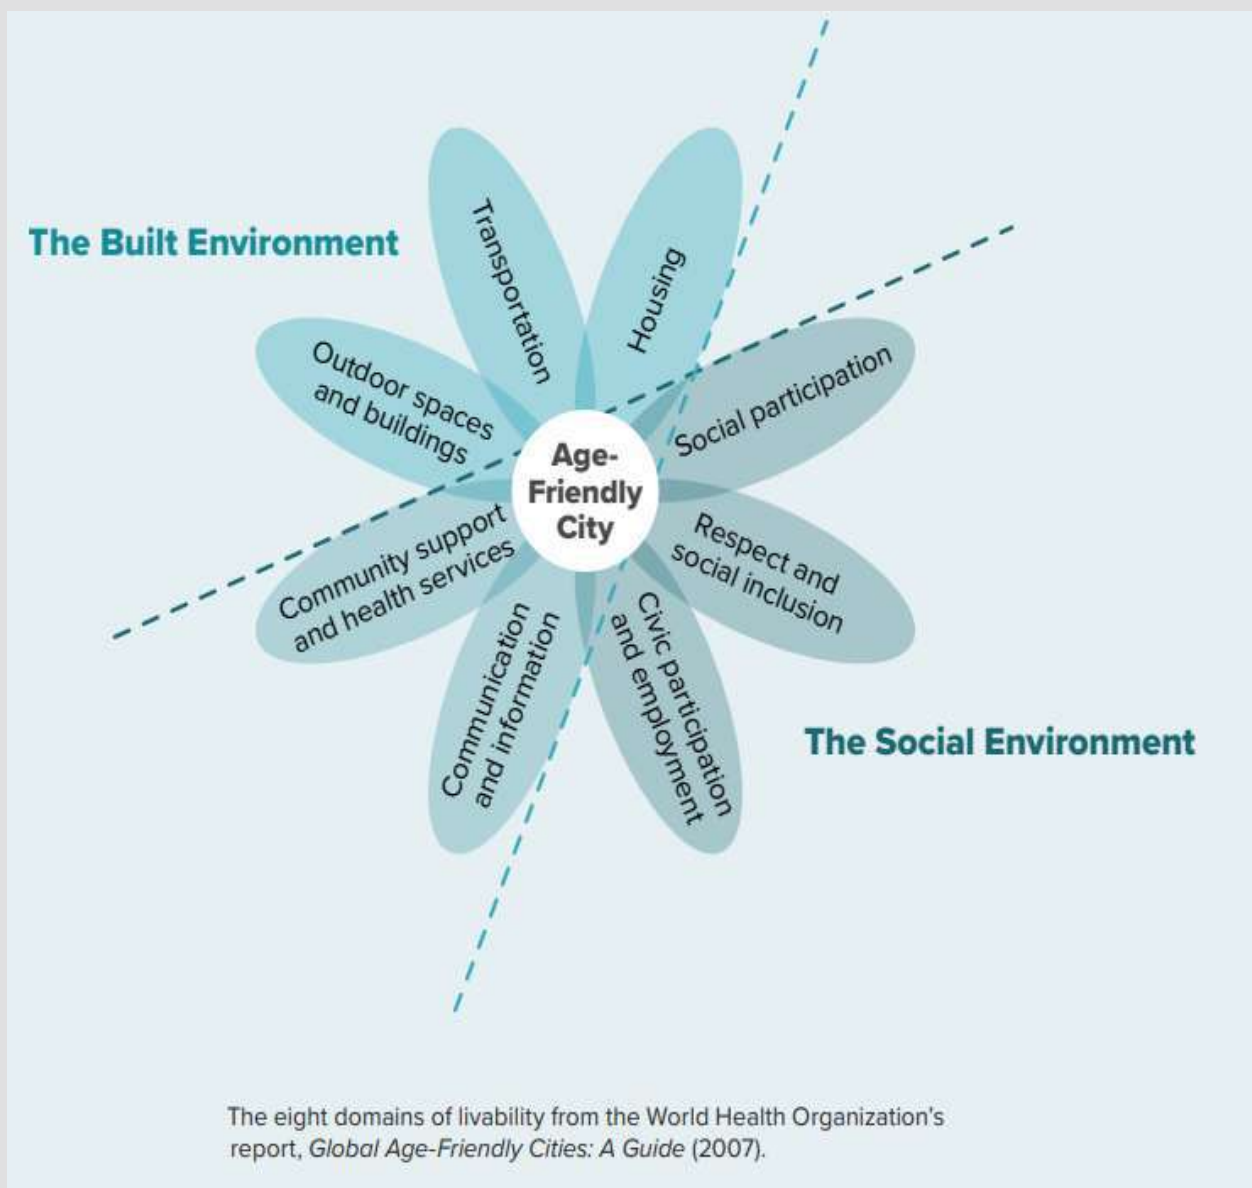 The Built Environment
Transportation
Housing
Outdoor spaces
and buildings
Social participation
Age-
Friendly
City
Community support
and health services
Respect and
social inclusion
Communication
and information
Civic participation
and employment
The Social Environment
The eight domains of livability from the World Health Organization's
report, Global Age-Friendly Cities: A Guide (2007).